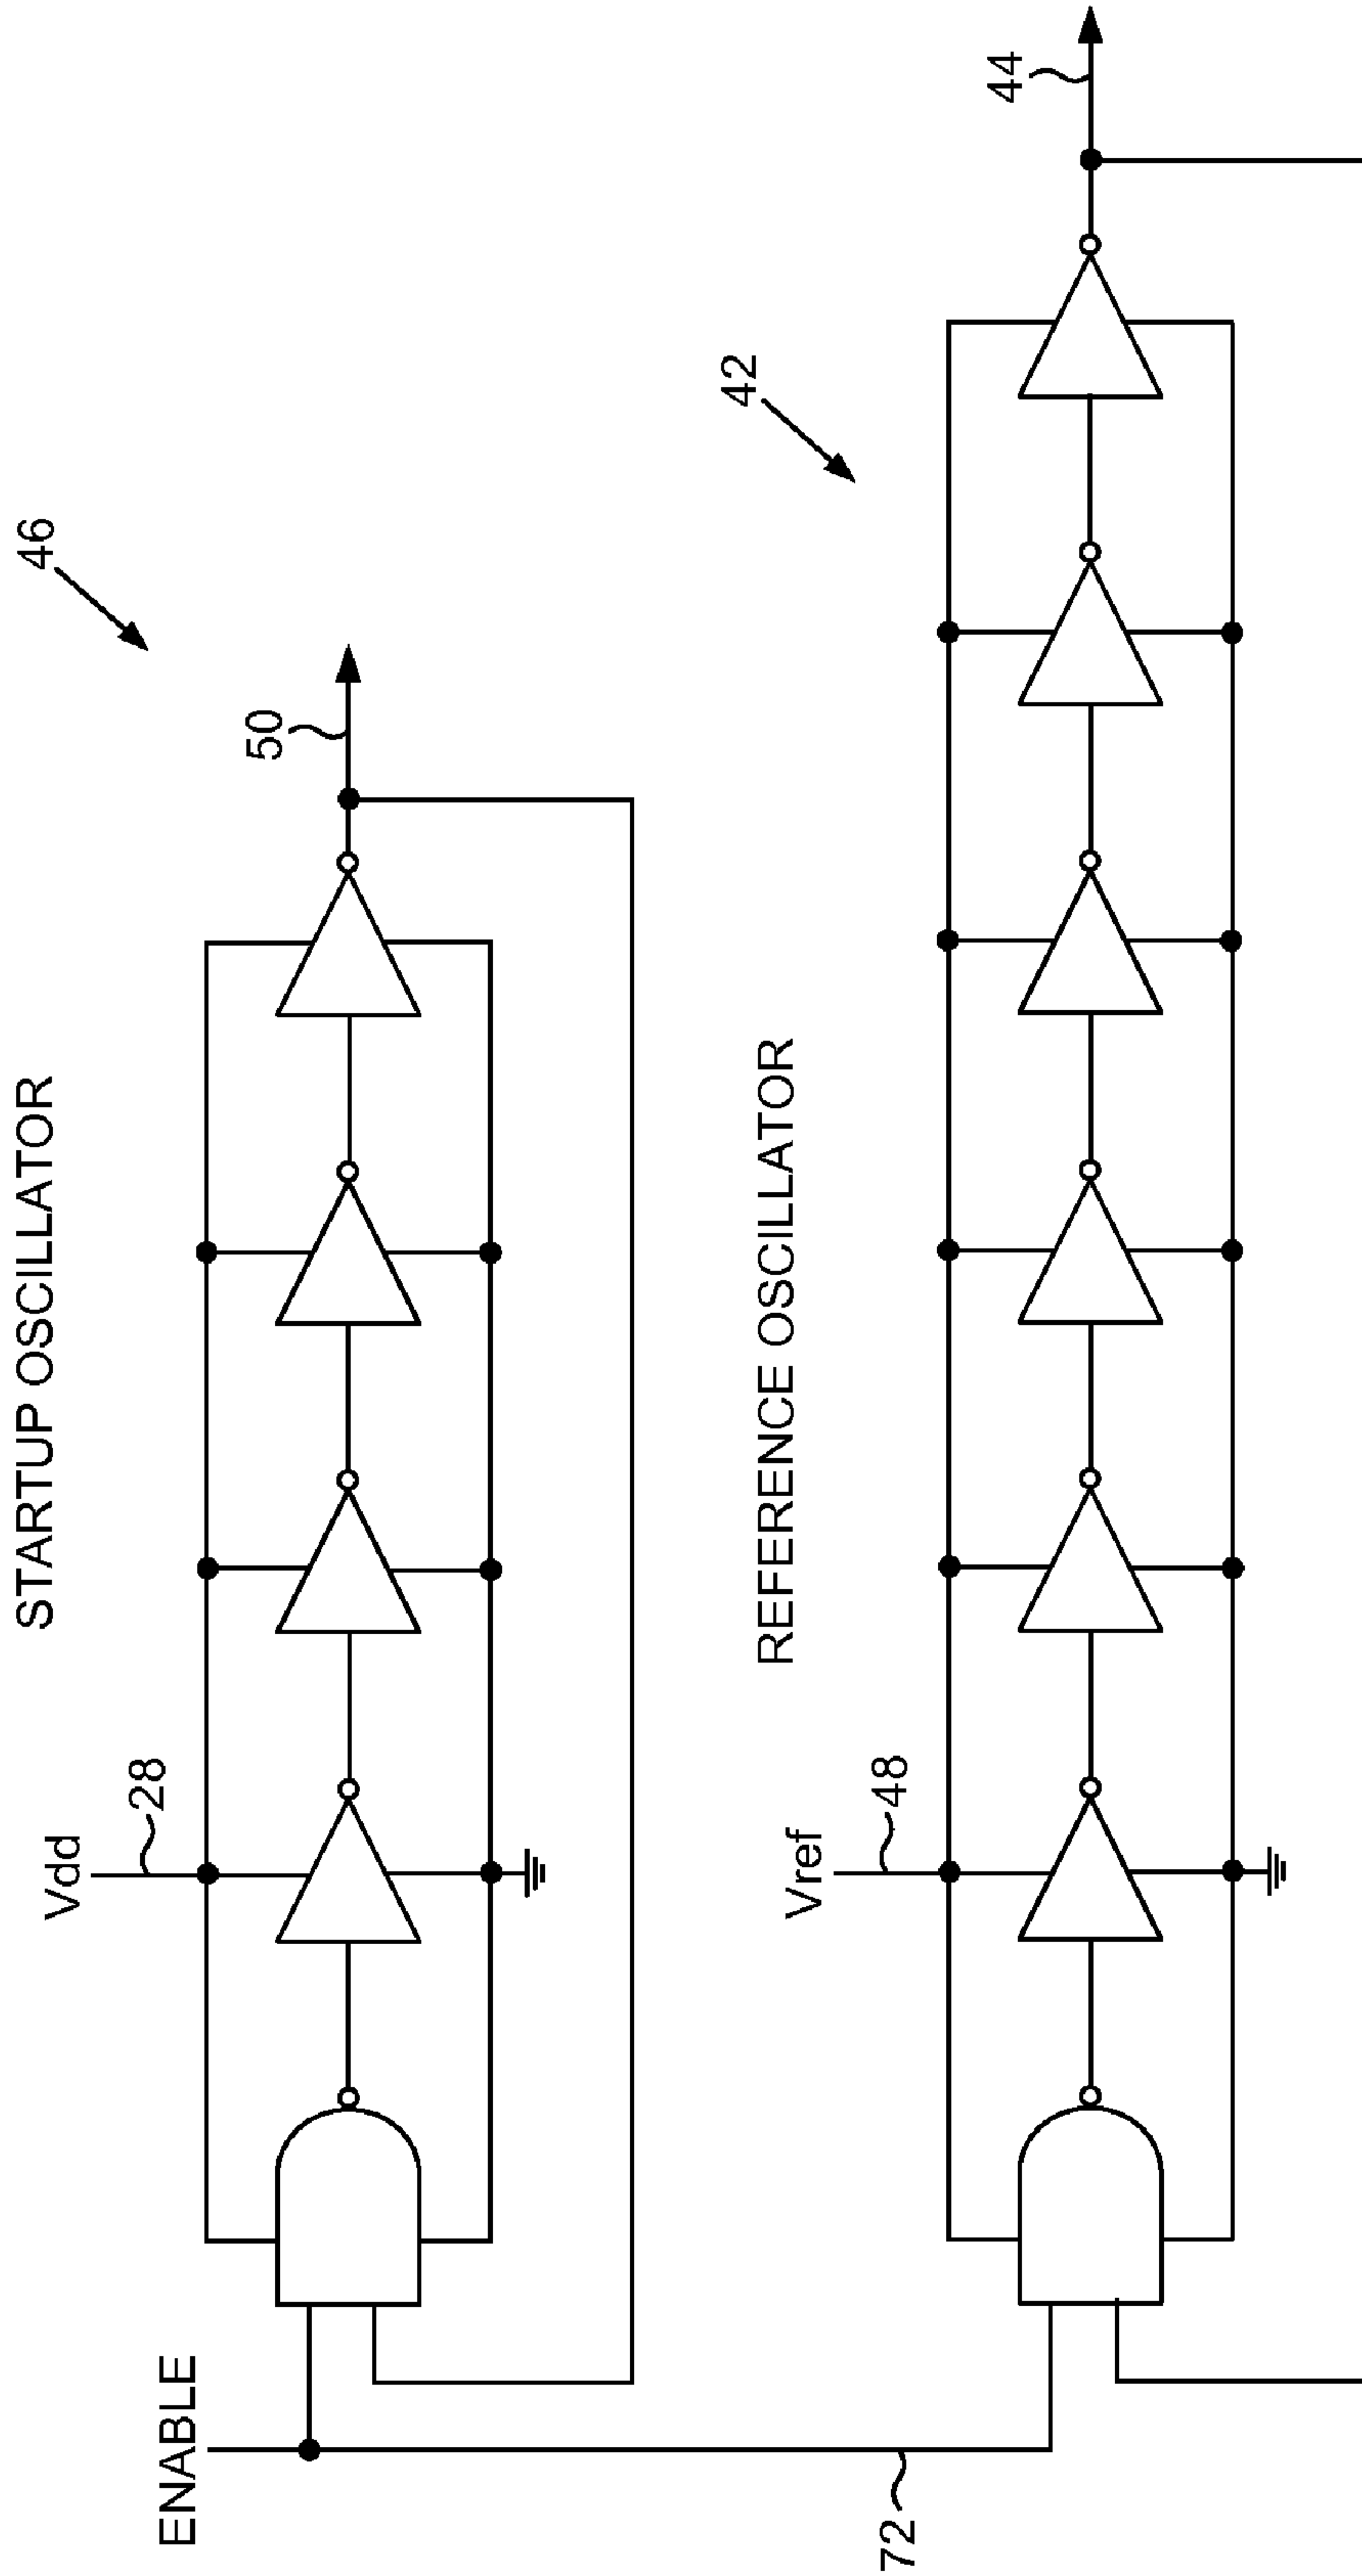 STARTUP OSCILLATOR
46
Vdd
28
50
ENABLE
REFERENCE OSCILLATOR
42
Vref
48
44
72